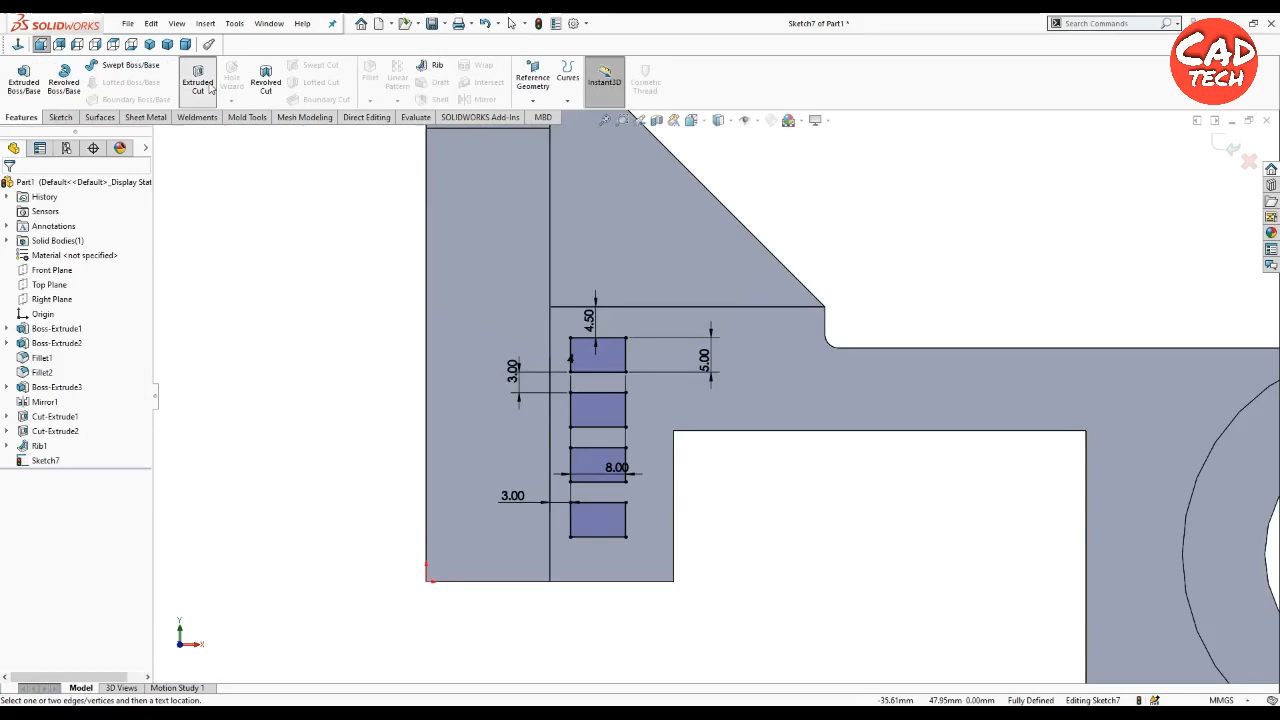 SOLIDWORKS File Edit View Insert Tools Window Help Sketch7 of Part1 * Search Commands
CAD TECH
Extruded Boss/Base Revolved Boss/Base Swept Boss/Base Lofted Boss/Base Boundary Boss/Base
Extruded Cut Hole Wizard Revolved Cut Swept Cut Lofted Cut Boundary Cut
Fillet Linear Pattern Rib Draft Shell Wrap Intersect Mirror
Reference Geometry Curves Instant3D Cosmetic Thread
Features Sketch Surfaces Sheet Metal Weldments Mold Tools Mesh Modeling Direct Editing Evaluate SOLIDWORKS Add-Ins MBD
Part1 (Default<<Default>_Display Stat
History
Sensors
Annotations
Solid Bodies(1)
Material <not specified>
Front Plane
Top Plane
Right Plane
Origin
Boss-Extrude1
Boss-Extrude2
Fillet1
Fillet2
Boss-Extrude3
Mirror1
Cut-Extrude1
Cut-Extrude2
Rib1
Sketch7
4.50
5.00
3.00
8.00
3.00
Y
X
Model 3D Views Motion Study 1
Select one or two edges/vertices and then a text location. -35.61mm 47.95mm 0.00mm Fully Defined Editing Sketch7 MMGS